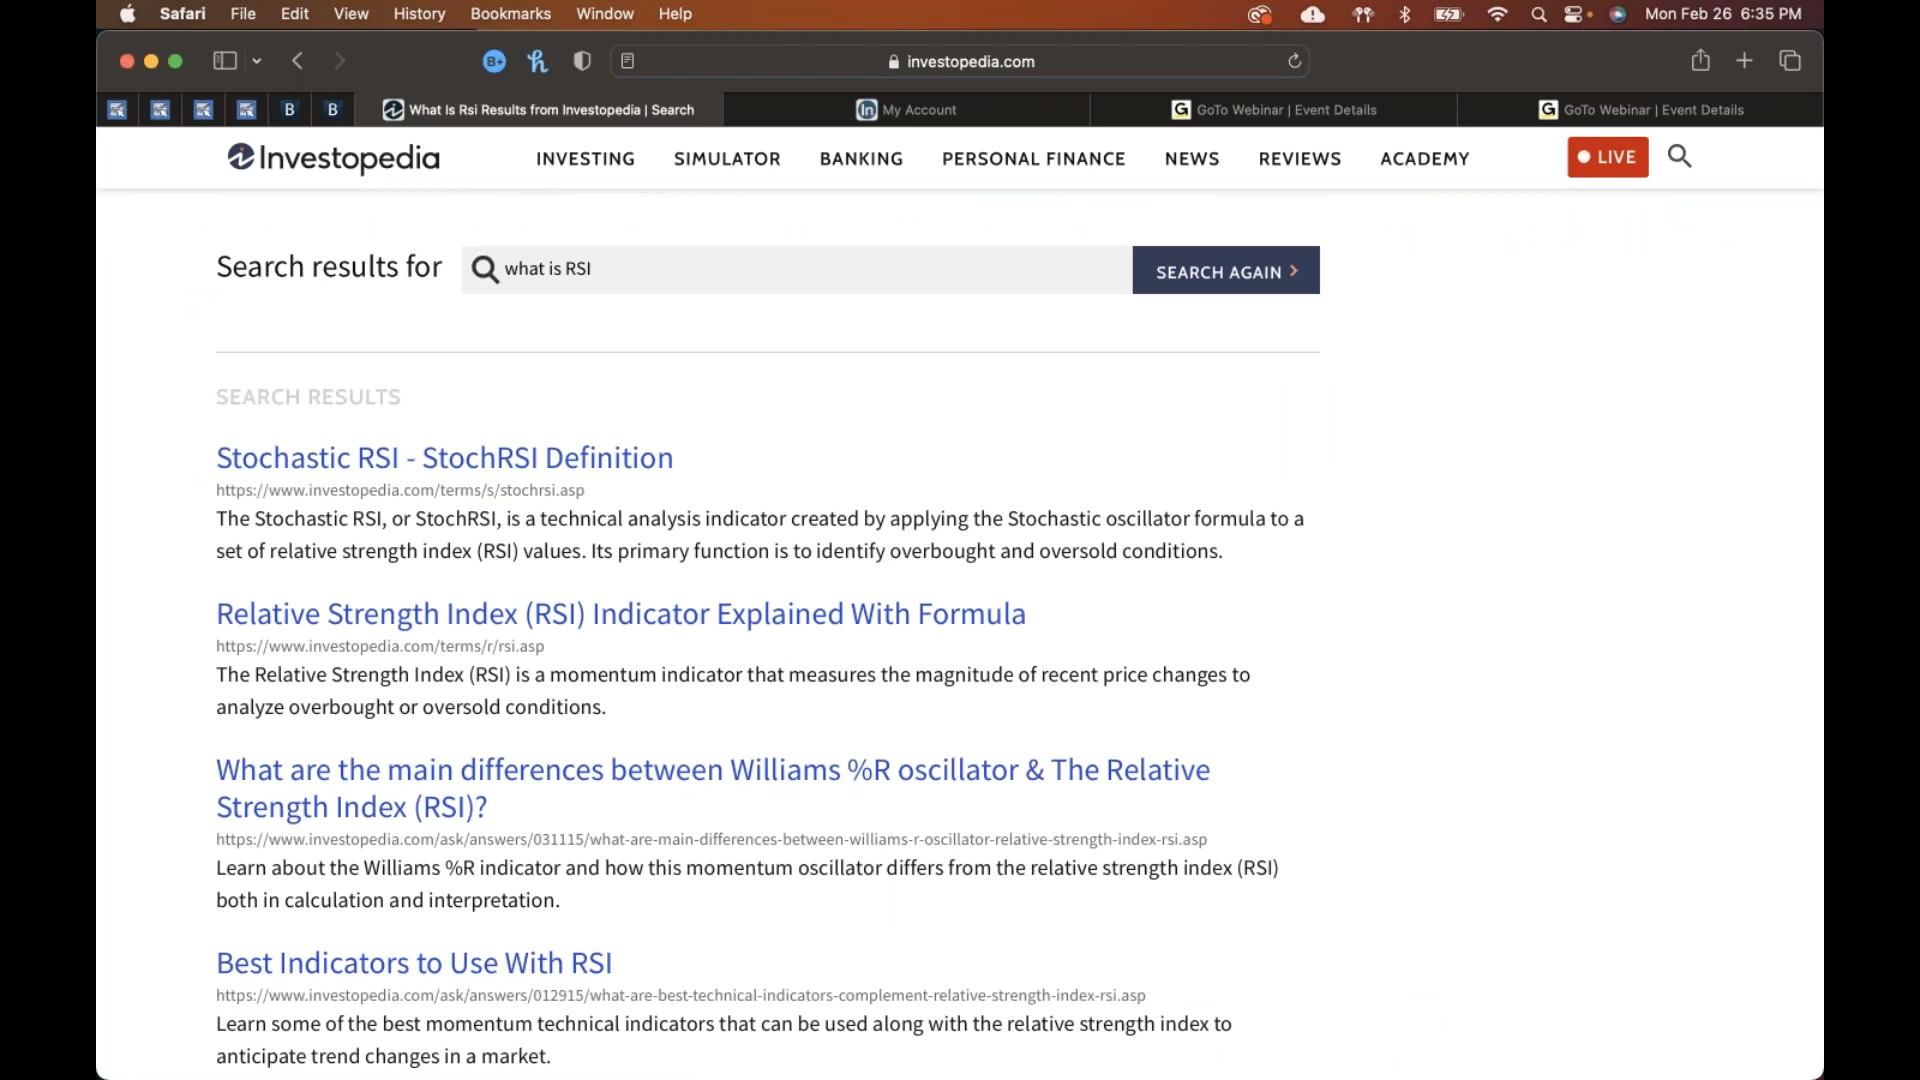 Safari File Edit View History Bookmarks Window Help Mon Feb 26 6:35 PM
investopedia.com
B B What Is Rsi Results from Investopedia | Search My Account GoTo Webinar | Event Details GoTo Webinar | Event Details
Investopedia INVESTING SIMULATOR BANKING PERSONAL FINANCE NEWS REVIEWS ACADEMY LIVE
Search results for what is RSI SEARCH AGAIN
SEARCH RESULTS
Stochastic RSI - StochRSI Definition
https://www.investopedia.com/terms/s/stochrsi.asp
The Stochastic RSI, or StochRSI, is a technical analysis indicator created by applying the Stochastic oscillator formula to a
set of relative strength index (RSI) values. Its primary function is to identify overbought and oversold conditions.
Relative Strength Index (RSI) Indicator Explained With Formula
https://www.investopedia.com/terms/r/rsi.asp
The Relative Strength Index (RSI) is a momentum indicator that measures the magnitude of recent price changes to
analyze overbought or oversold conditions.
What are the main differences between Williams %R oscillator & The Relative
Strength Index (RSI)?
https://www.investopedia.com/ask/answers/031115/what-are-main-differences-between-williams-r-oscillator-relative-strength-index-rsi.asp
Learn about the Williams %R indicator and how this momentum oscillator differs from the relative strength index (RSI)
both in calculation and interpretation.
Best Indicators to Use With RSI
https://www.investopedia.com/ask/answers/012915/what-are-best-technical-indicators-complement-relative-strength-index-rsi.asp
Learn some of the best momentum technical indicators that can be used along with the relative strength index to
anticipate trend changes in a market.